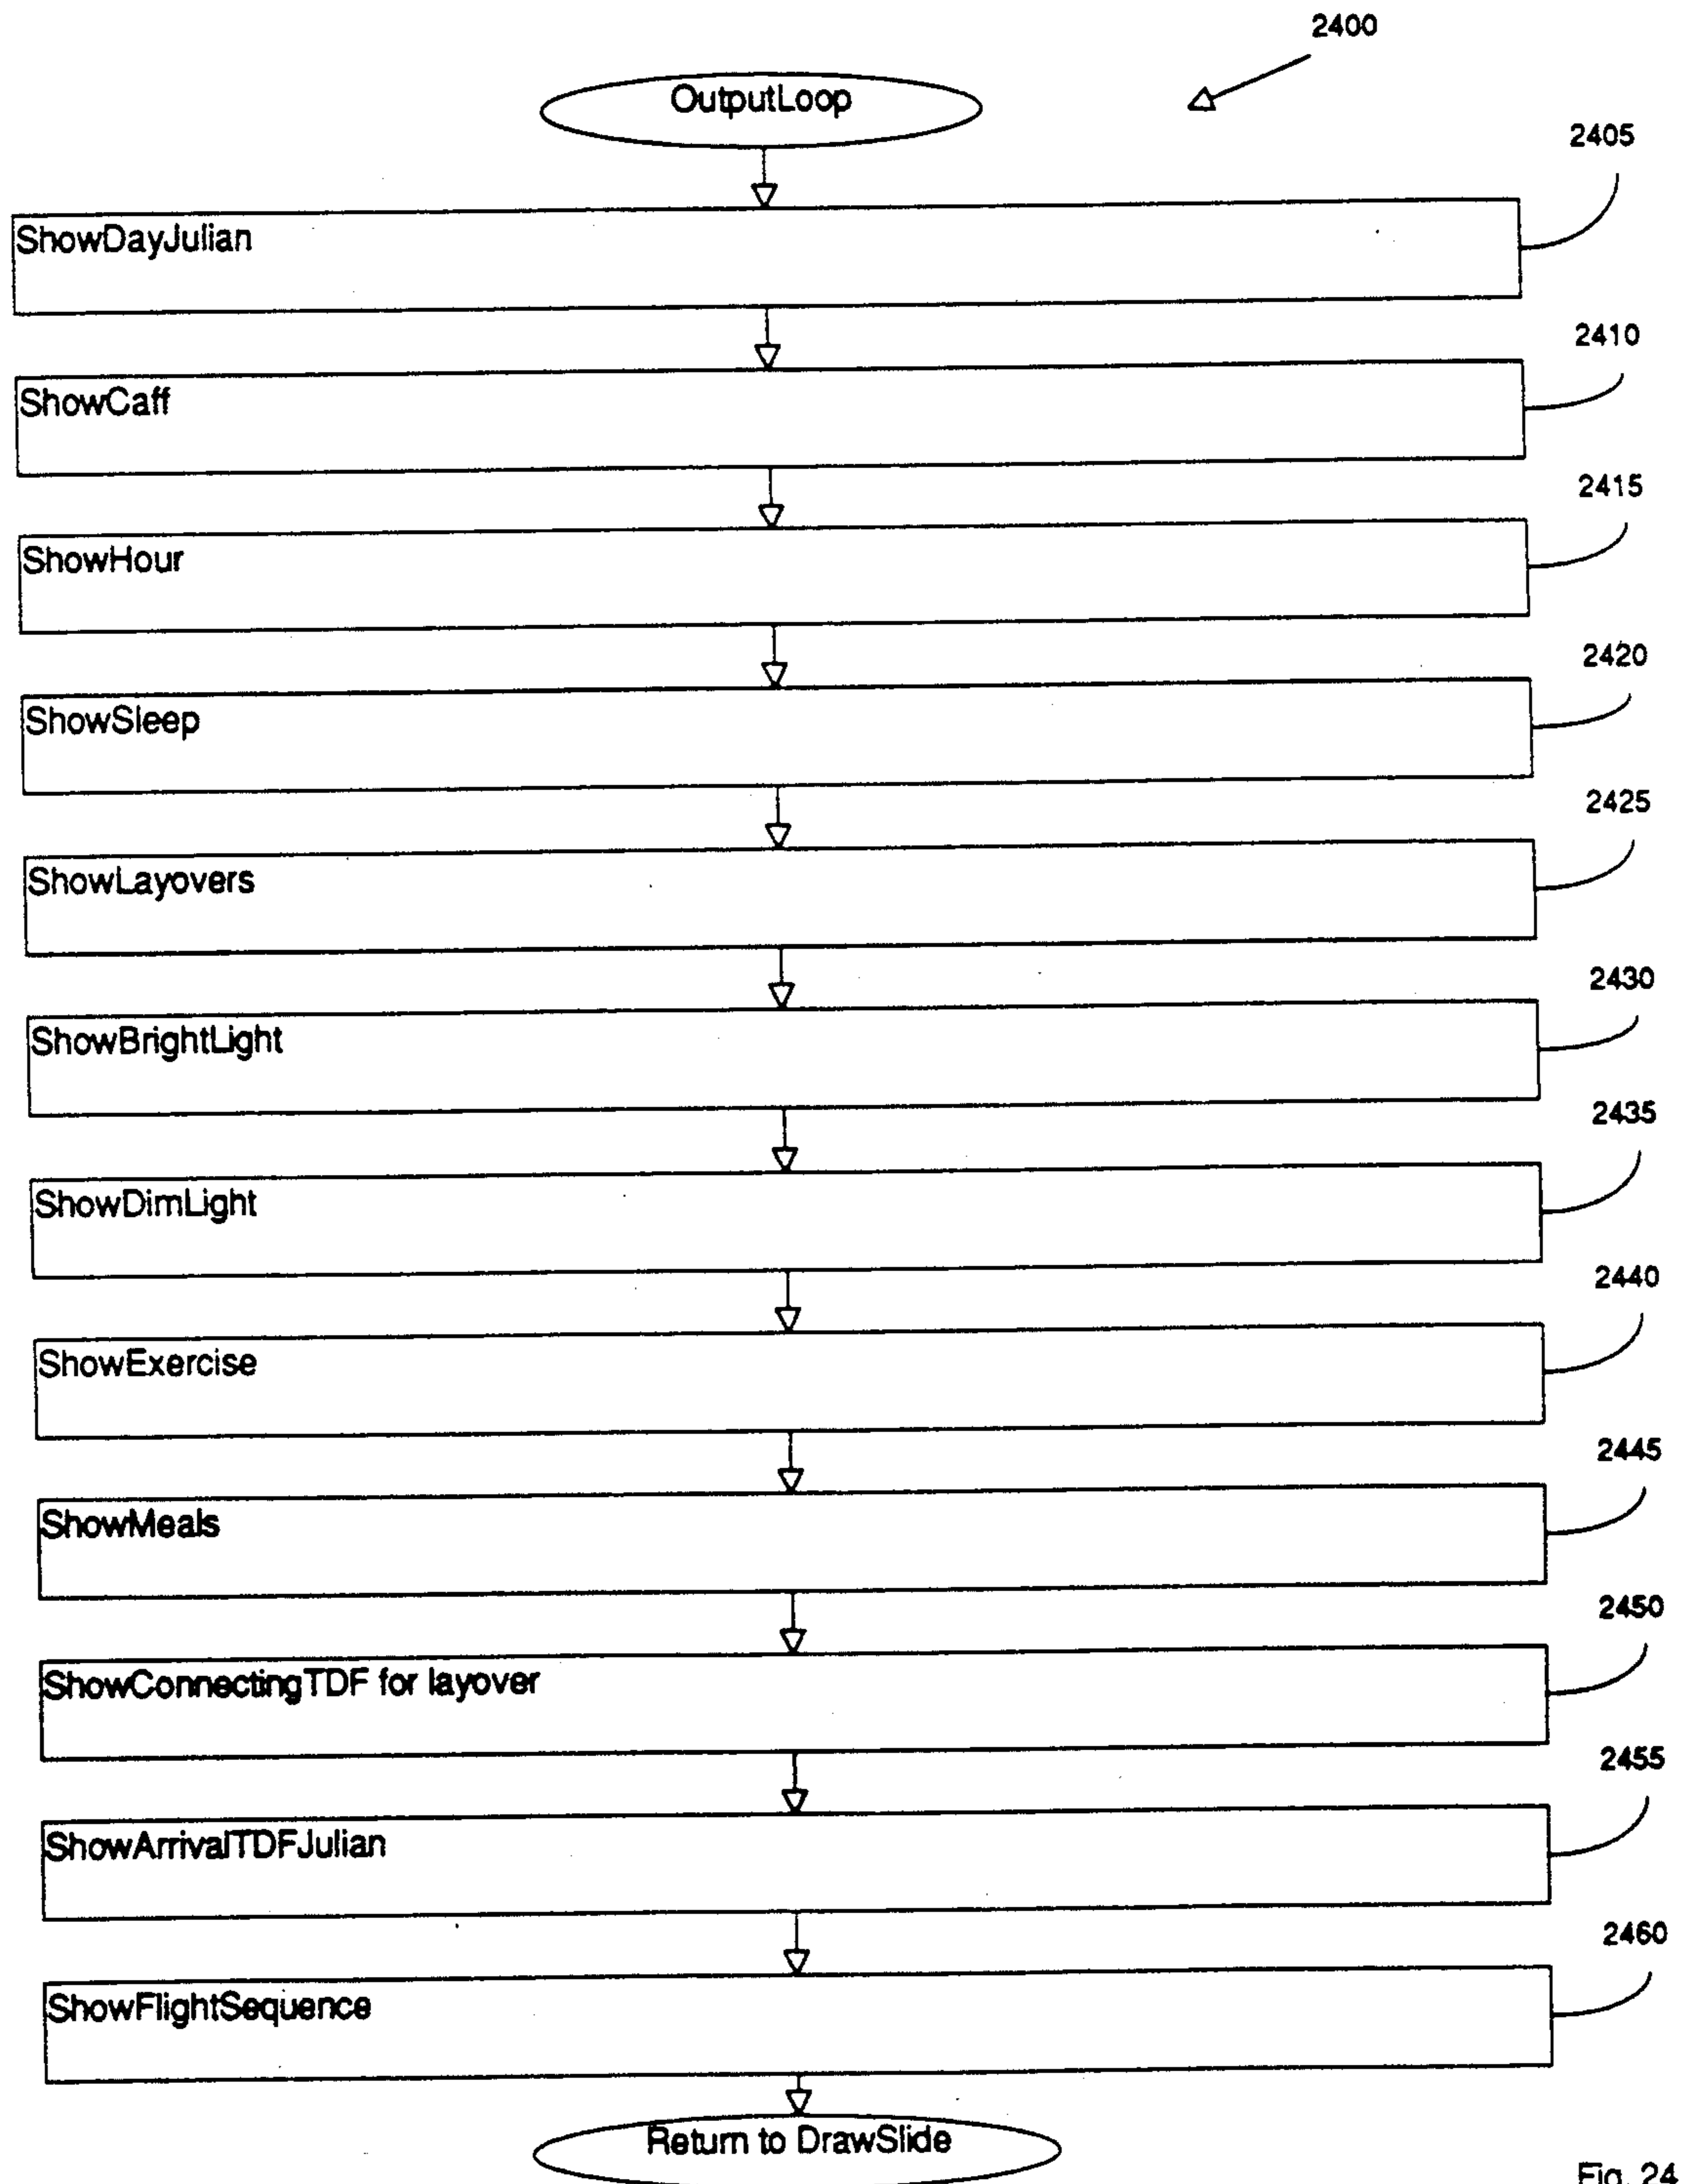 2400
OutputLoop
2405
ShowDayJulian
2410
ShowCaff
2415
ShowHour
2420
ShowSleep
2425
ShowLayovers
2430
ShowBrightLight
2435
ShowDimLight
2440
ShowExercise
2445
ShowMeals
2450
ShowConnectingTDF for layover
2455
ShowArrivalTDFJulian
2460
ShowFlightSequence
Return to DrawSlide
Fig. 24